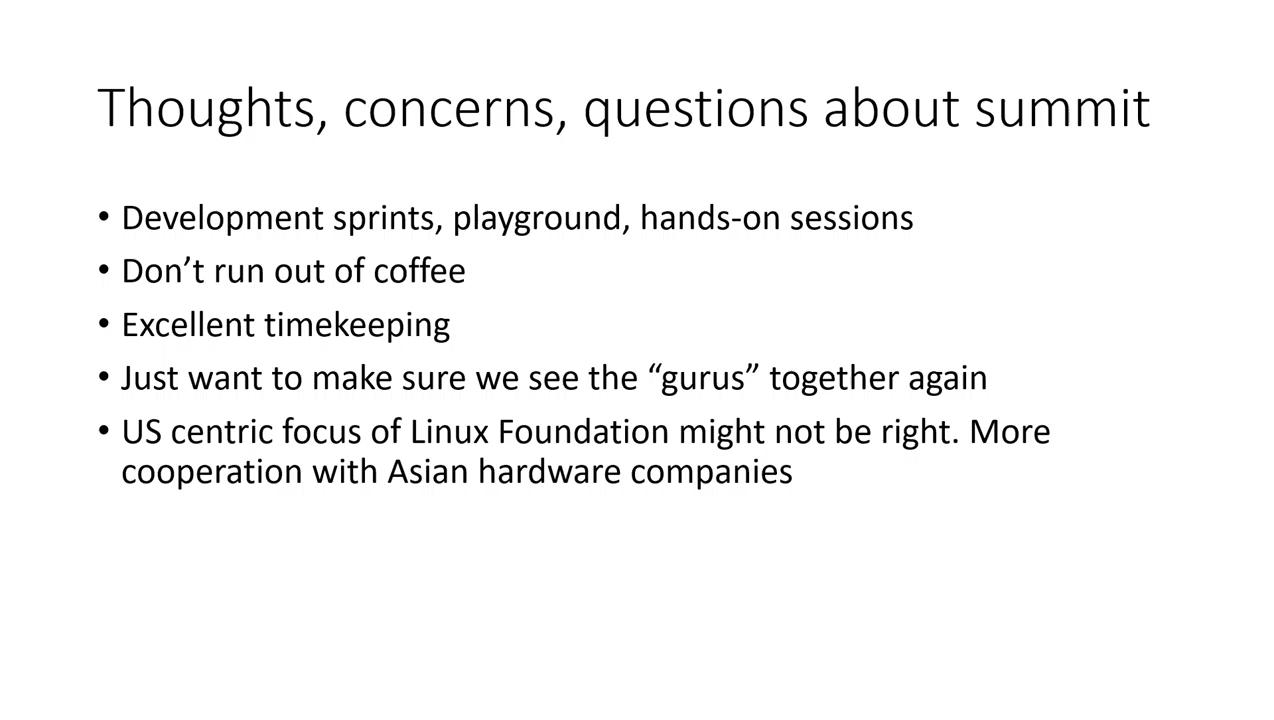 Thoughts, concerns, questions about summit
• Development sprints, playground, hands-on sessions
• Don’t run out of coffee
• Excellent timekeeping
• Just want to make sure we see the “gurus” together again
• US centric focus of Linux Foundation might not be right. More
cooperation with Asian hardware companies